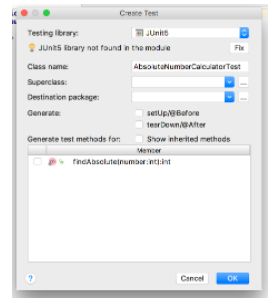 Create Test
Testing library: JUnit5
JUnit5 library not found in the module Fix
Class name: AbsoluteNumberCalculatorTest
Superclass:
Destination package:
Generate: setUp/@Before
tearDown/@After
Generate test methods for: Show inherited methods
Member
findAbsolute(number:int):int
? Cancel OK